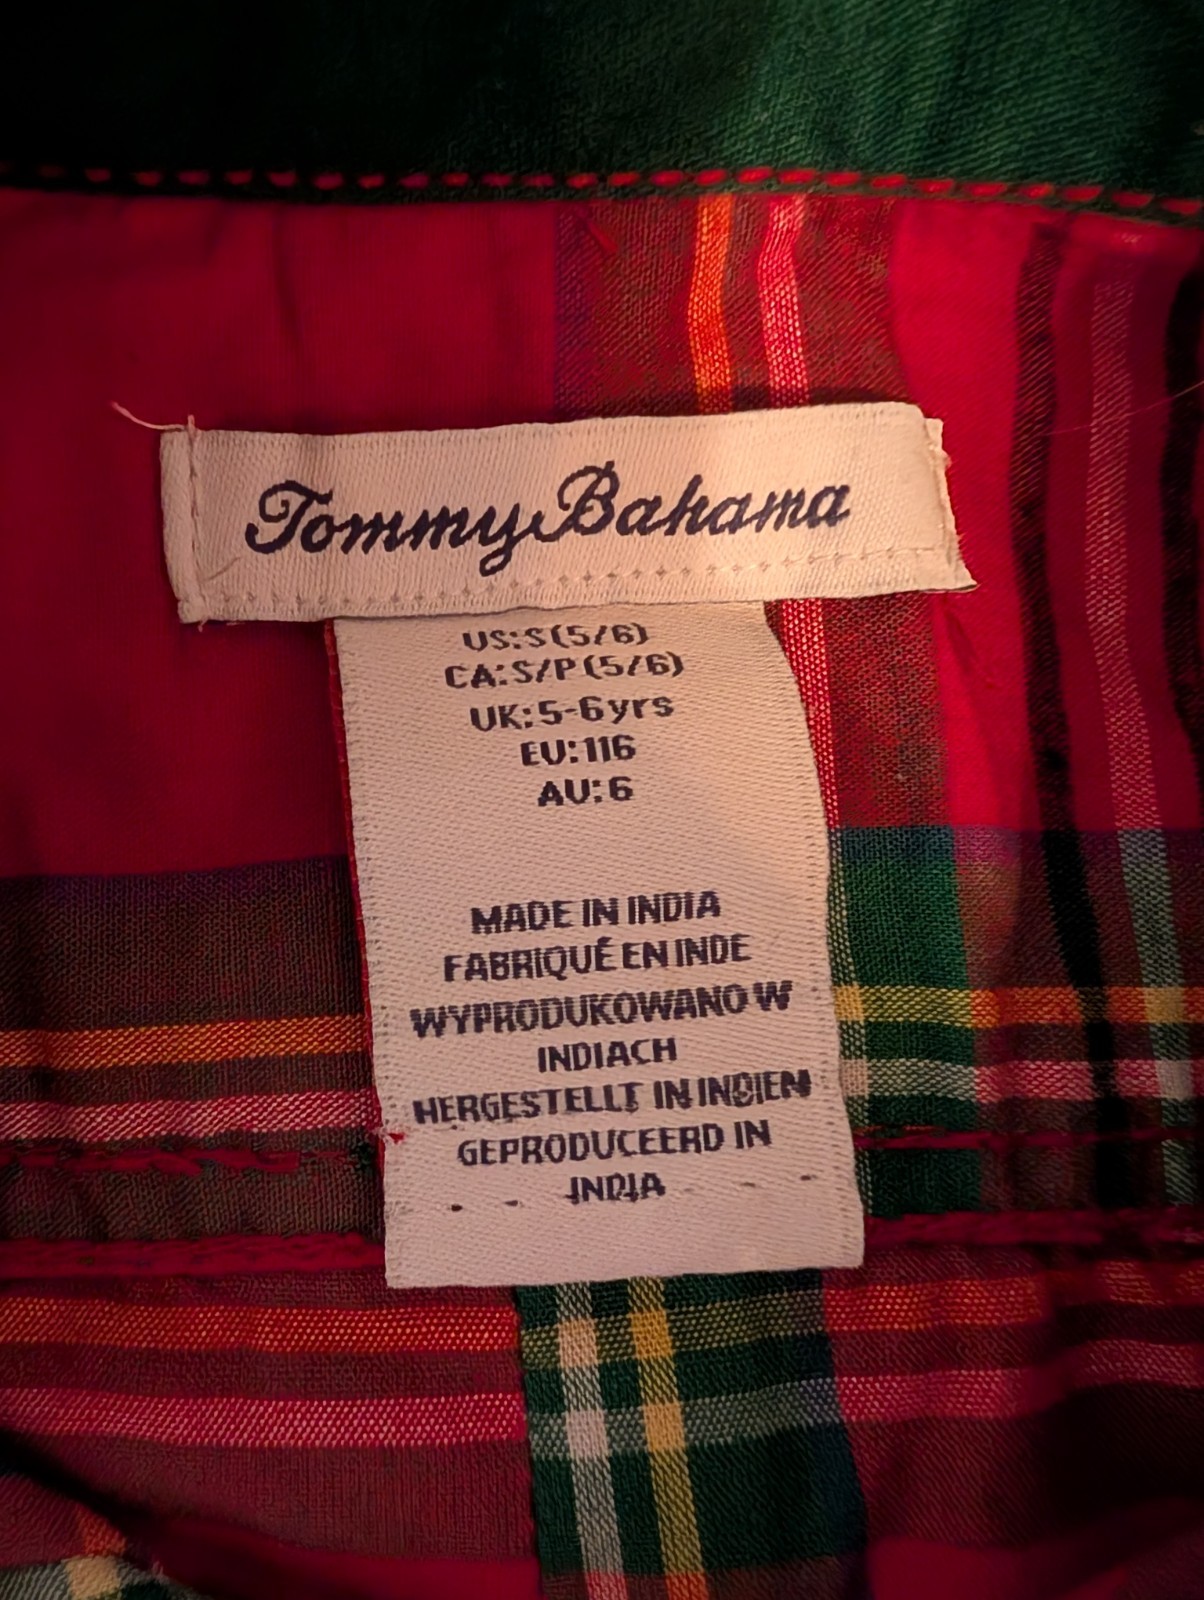 Tommy Bahama
US:S(5/6)
CA:S/P(5/6)
UK:5-6yrs
EU:116
AU:6
MADE IN INDIA
FABRIQUÉ EN INDE
WYPRODUKOWANO W
INDIACH
HERGESTELLT IN INDIEN
GEPRODUCEERD IN
INDIA